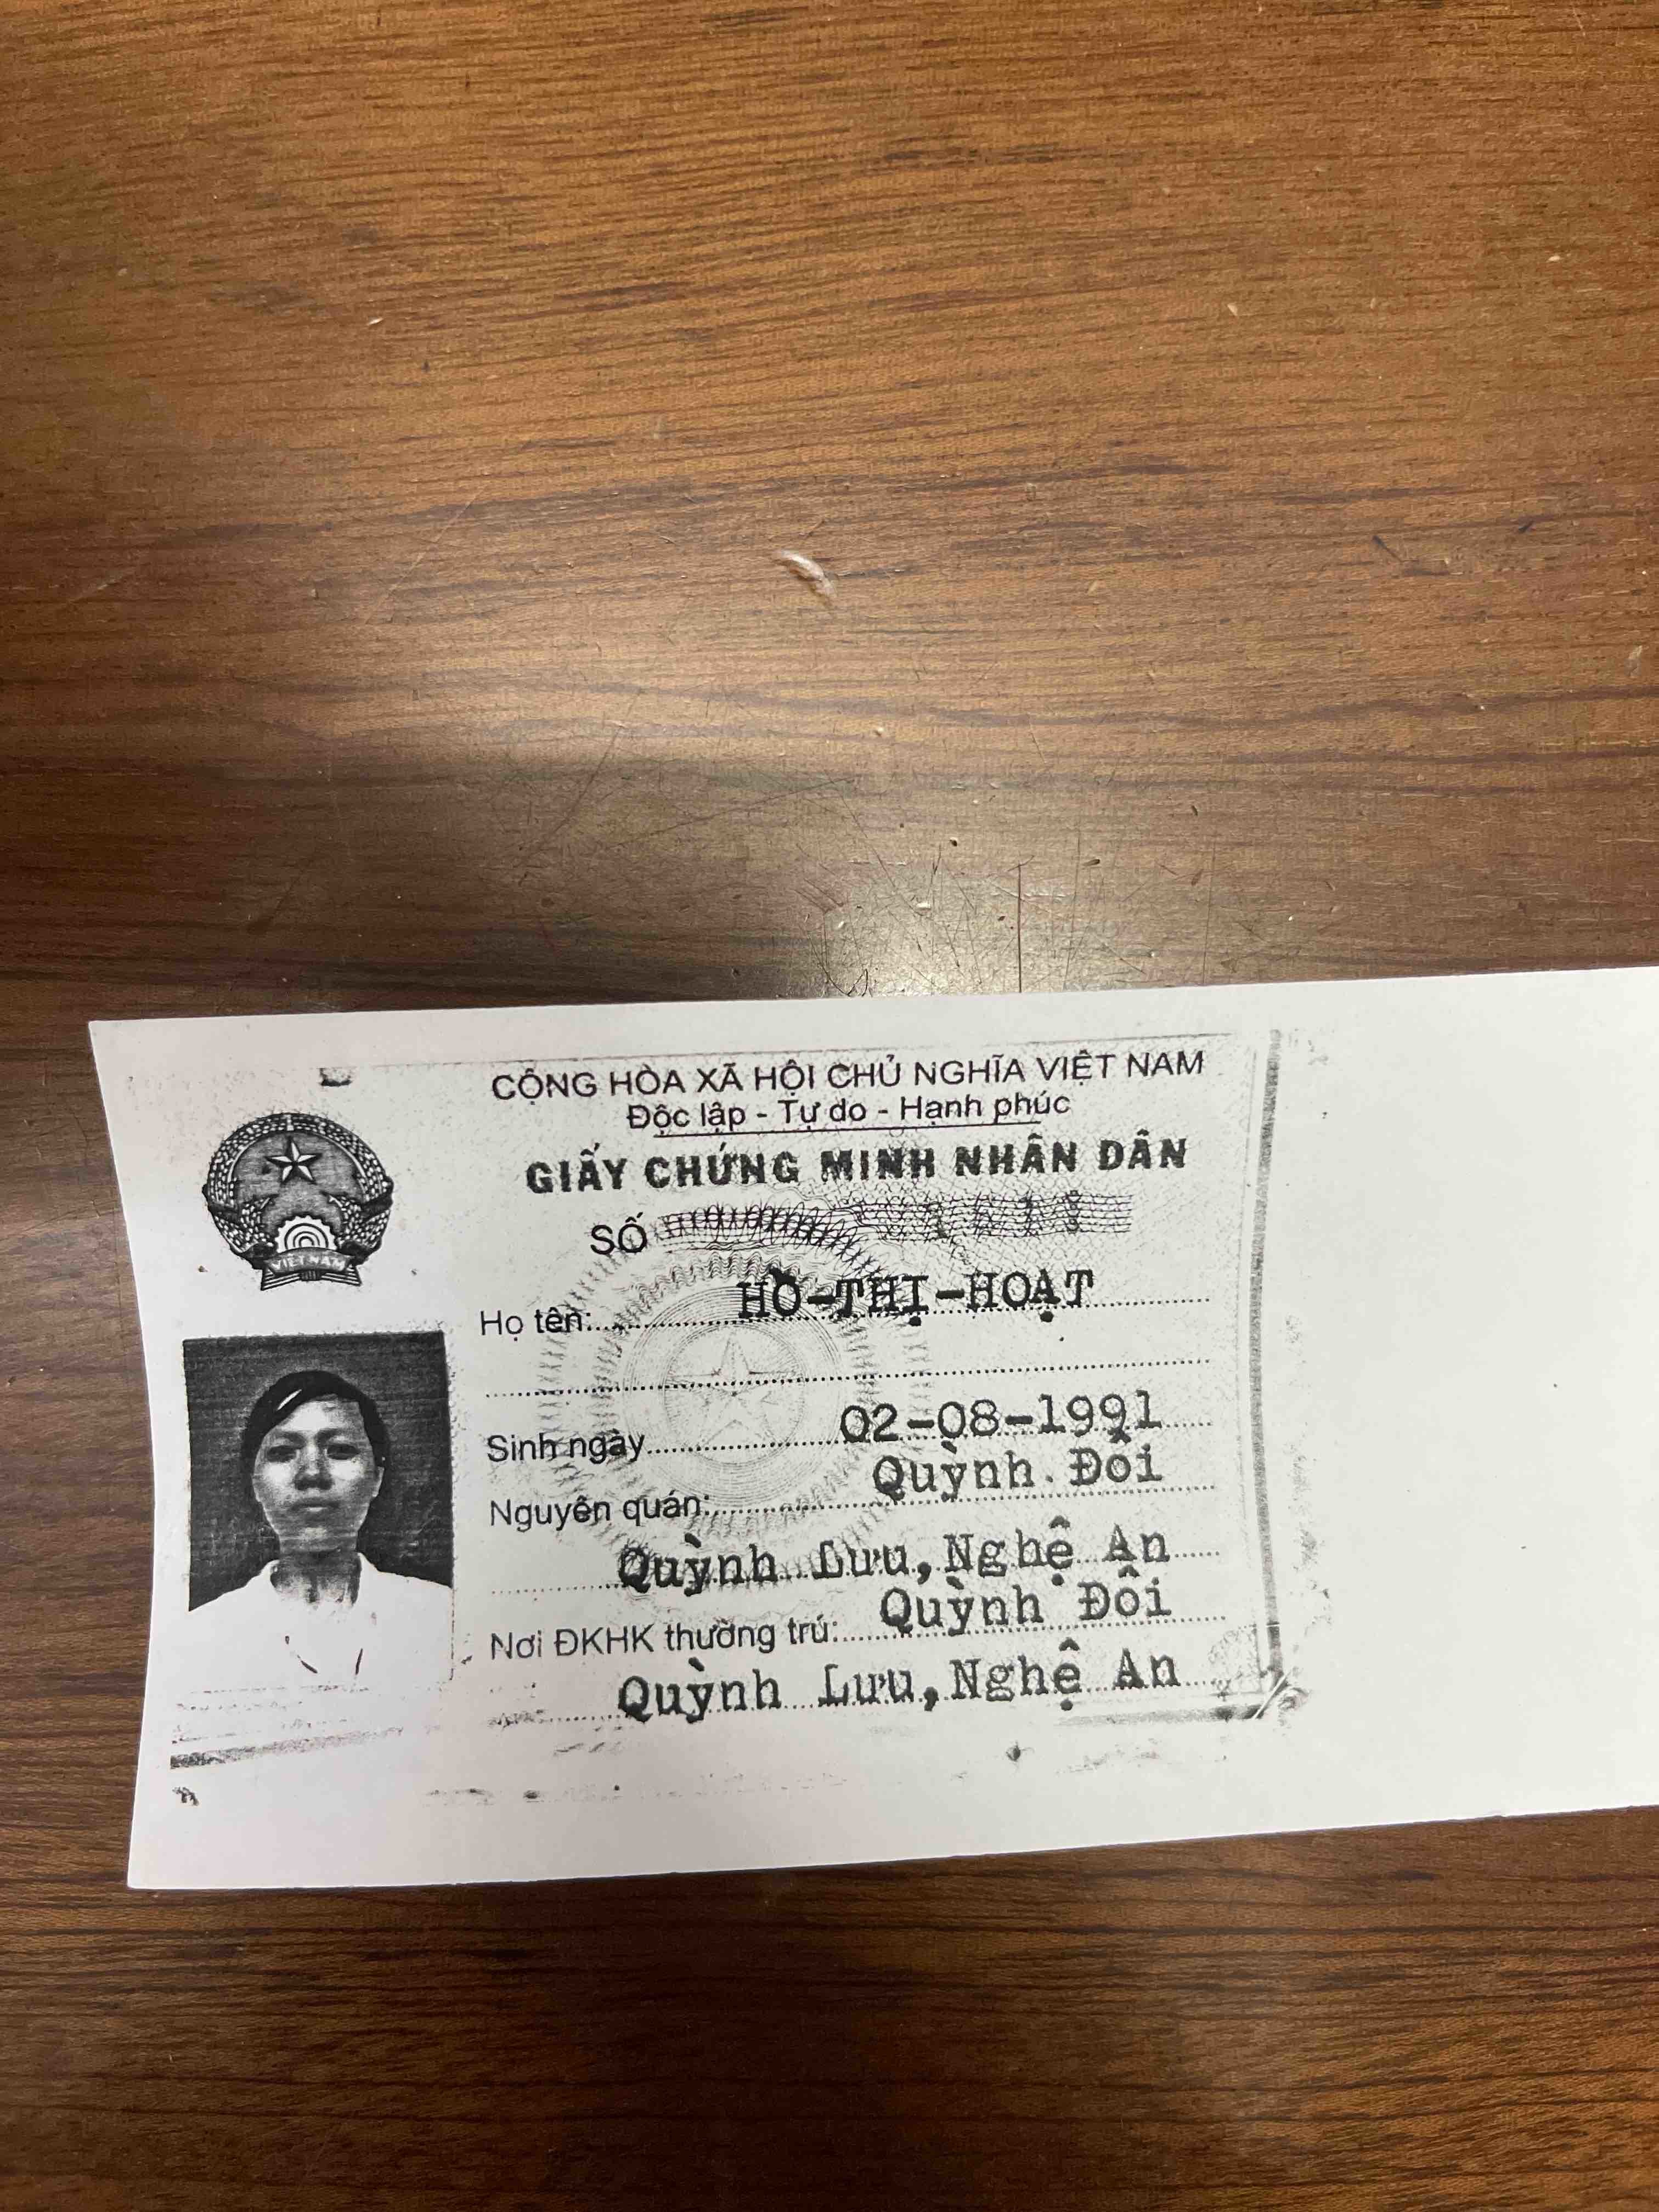 CỘNG HÒA XÃ HỘI CHỦ NGHĨA VIỆT NAM
Độc lập - Tự do - Hạnh phúc
GIẤY CHỨNG MINH NHÂN DÂN
SỐ
VIỆT NAM
Họ tên: HỒ-THỊ-HOẠT
Sinh ngày 02-08-1991
Nguyên quán: Quỳnh Đôi
Quỳnh Lưu, Nghệ An
Nơi ĐKHK thường trú: Quỳnh Đôi
Quỳnh Lưu, Nghệ An